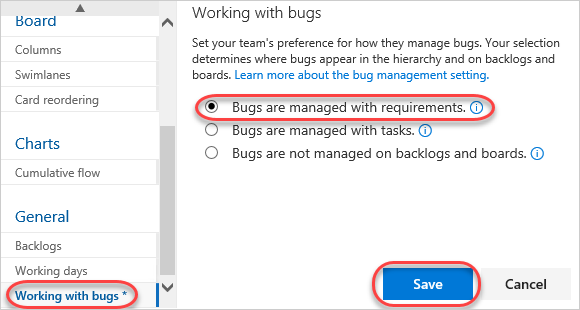 Board
Columns
Swimlanes
Card reordering
Charts
Cumulative flow
General
Backlogs
Working days
Working with bugs *
Working with bugs
Set your team's preference for how they manage bugs. Your selection
determines where bugs appear in the hierarchy and on backlogs and
boards. Learn more about the bug management setting.
Bugs are managed with requirements.
Bugs are managed with tasks.
Bugs are not managed on backlogs and boards.
Save
Cancel